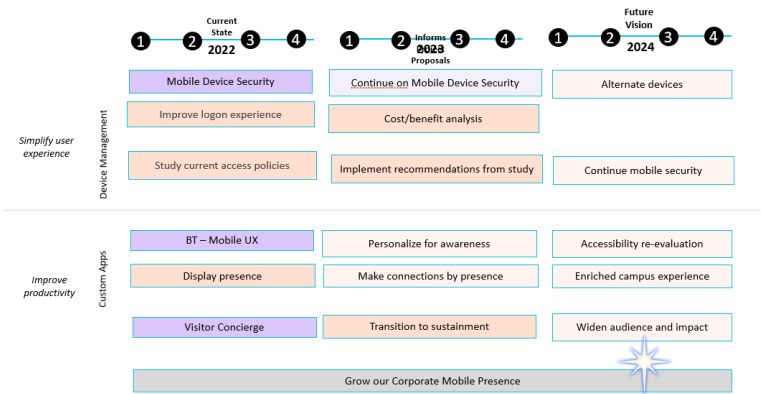 Current
State
1 2 3 4
2022
Informs
2023
Proposals
1 2 3 4
Future
Vision
1 2 3 4
2024
Simplify user
experience
Device Management
Mobile Device Security
Continue on Mobile Device Security
Alternate devices
Improve logon experience
Cost/benefit analysis
Study current access policies
Implement recommendations from study
Continue mobile security
Improve
productivity
Custom Apps
BT – Mobile UX
Personalize for awareness
Accessibility re-evaluation
Display presence
Make connections by presence
Enriched campus experience
Visitor Concierge
Transition to sustainment
Widen audience and impact
Grow our Corporate Mobile Presence